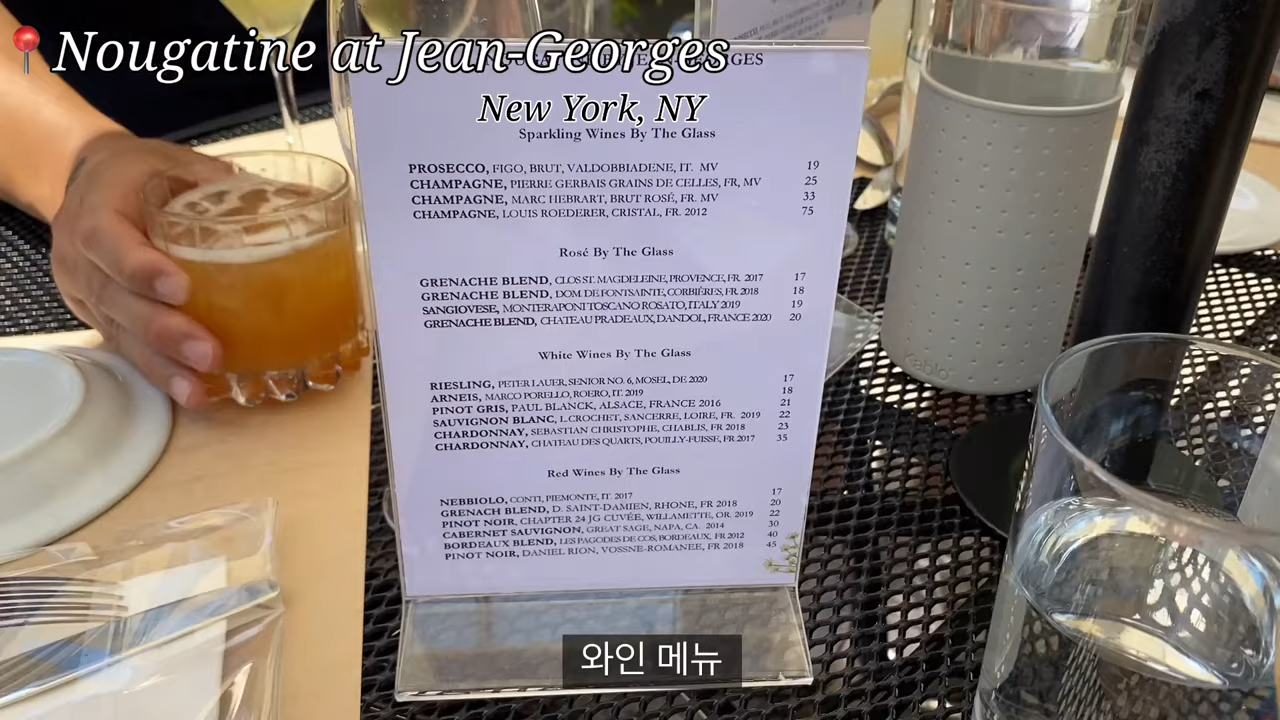 Nougatine at Jean-Georges
New York, NY
Sparkling Wines By The Glass
PROSECCO, FIGO, BRUT, VALDOBBIADENE, IT. MV 19
CHAMPAGNE, PIERRE GERBAIS GRAINS DE CELLES, FR, MV 25
CHAMPAGNE, MARC HEBRART, BRUT ROSÉ, FR. MV 33
CHAMPAGNE, LOUIS ROEDERER, CRISTAL, FR. 2012 75
Rosé By The Glass
GRENACHE BLEND, CLOS ST. MAGDELEINE, PROVENCE, FR. 2017 17
GRENACHE BLEND, DOM DE FONTSAINTE, CORBIÈRES, FR. 2018 18
SANGIOVESE, MONTERAPONI TOSCANO ROSATO, ITALY 2019 19
GRENACHE BLEND, CHATEAU PRADEAUX, DANDOL, FRANCE 2020 20
White Wines By The Glass
RIESLING, PETER LAUER, SENIOR NO. 6, MOSEL, DE 2020 17
ARNEIS, MARCO PORELLO, ROERO, IT. 2019 18
PINOT GRIS, PAUL BLANCK, ALSACE, FRANCE 2016 21
SAUVIGNON BLANC, L.CROCHET, SANCERRE, LOIRE, FR. 2019 22
CHARDONNAY, SEBASTIAN CHRISTOPHE, CHABLIS, FR 2018 23
CHARDONNAY, CHATEAU DES QUARTS, POUILLY-FUISSE, FR.2017 35
Red Wines By The Glass
NEBBIOLO, CONTI, PIEMONTE, IT. 2017 17
GRENACH BLEND, D. SAINT-DAMIEN, RHONE, FR 2018 20
PINOT NOIR, CHAPTER 24 JG CUVÉE, WILLAMETTE, OR. 2019 22
CABERNET SAUVIGNON, GREAT SAGE, NAPA, CA. 2014 30
BORDEAUX BLEND, LES PAGODES DE COS, BORDEAUX, FR 2012 40
PINOT NOIR, DANIEL RION, VOSSNE-ROMANEE, FR 2018 45
와인 메뉴